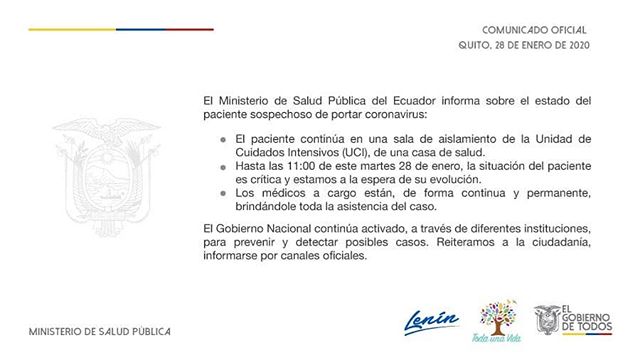 COMUNICADO OFICIAL
QUITO, 28 DE ENERO DE 2020
El Ministerio de Salud Pública del Ecuador informa sobre el estado del
paciente sospechoso de portar coronavirus:
El paciente continúa en una sala de aislamiento de la Unidad de
Cuidados Intensivos (UCI), de una casa de salud.
Hasta las 11:00 de este martes 28 de enero, la situación del paciente
es crítica y estamos a la espera de su evolución.
Los médicos a cargo están, de forma continua y permanente,
brindándole toda la asistencia del caso.
El Gobierno Nacional continúa activado, a través de diferentes instituciones,
para prevenir y detectar posibles casos. Reiteramos a la ciudadanía,
informarse por canales oficiales.
MINISTERIO DE SALUD PÚBLICA
Lenín
Toda una Vida
EL
GOBIERNO
DE TODOS